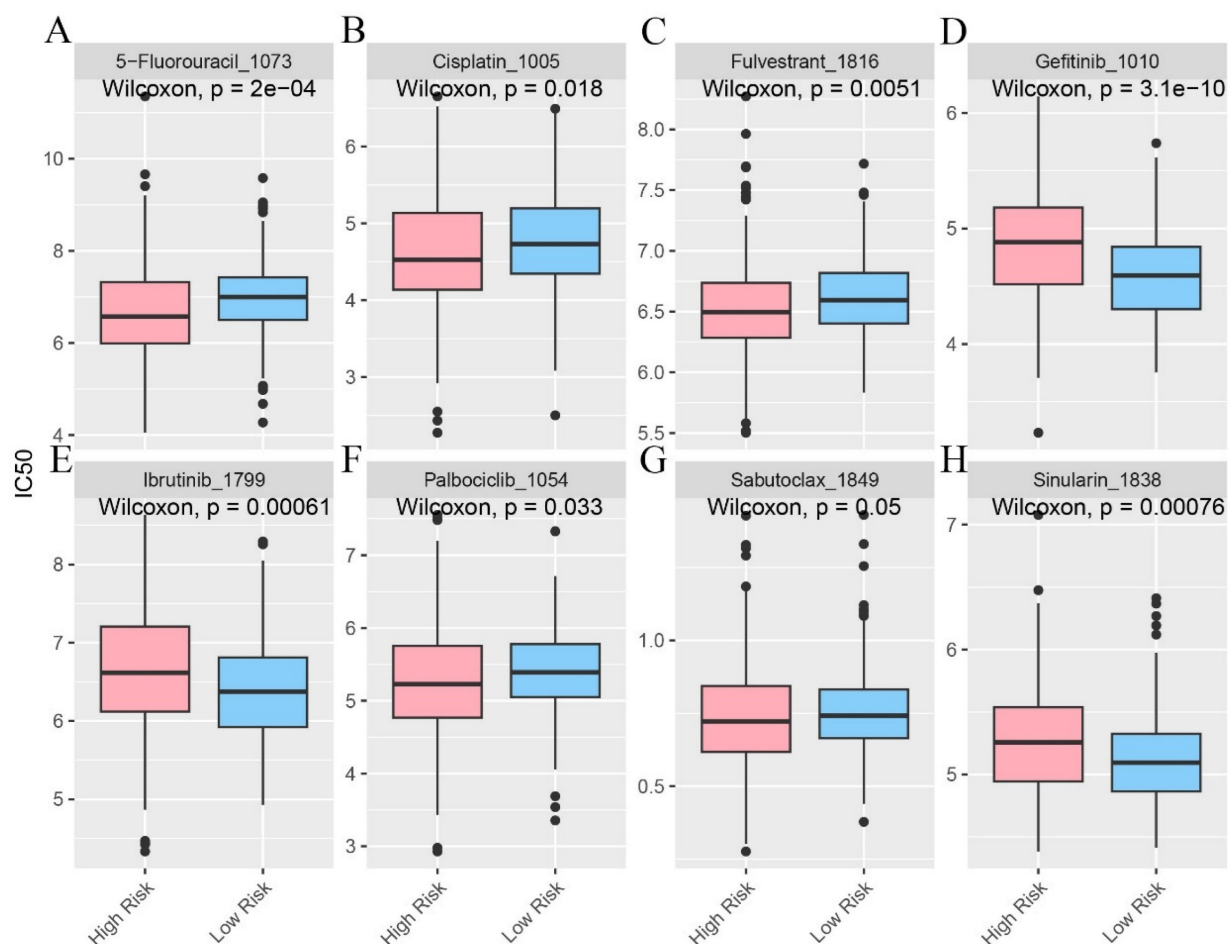 A
B
C
D
5−Fluorouracil_1073
Cisplatin_1005
Fulvestrant_1816
Gefitinib_1010
Wilcoxon, p = 2e−04
Wilcoxon, p = 0.018
Wilcoxon, p = 0.0051
Wilcoxon, p = 3.1e−10
10
8
6
4
6
5
4
3
8.0
7.5
7.0
6.5
6.0
5.5
6
5
4
IC50
E
F
G
H
Ibrutinib_1799
Palbociclib_1054
Sabutoclax_1849
Sinularin_1838
Wilcoxon, p = 0.00061
Wilcoxon, p = 0.033
Wilcoxon, p = 0.05
Wilcoxon, p = 0.00076
8
7
6
5
7
6
5
4
3
1.0
0.5
7
6
5
High Risk
Low Risk
High Risk
Low Risk
High Risk
Low Risk
High Risk
Low Risk